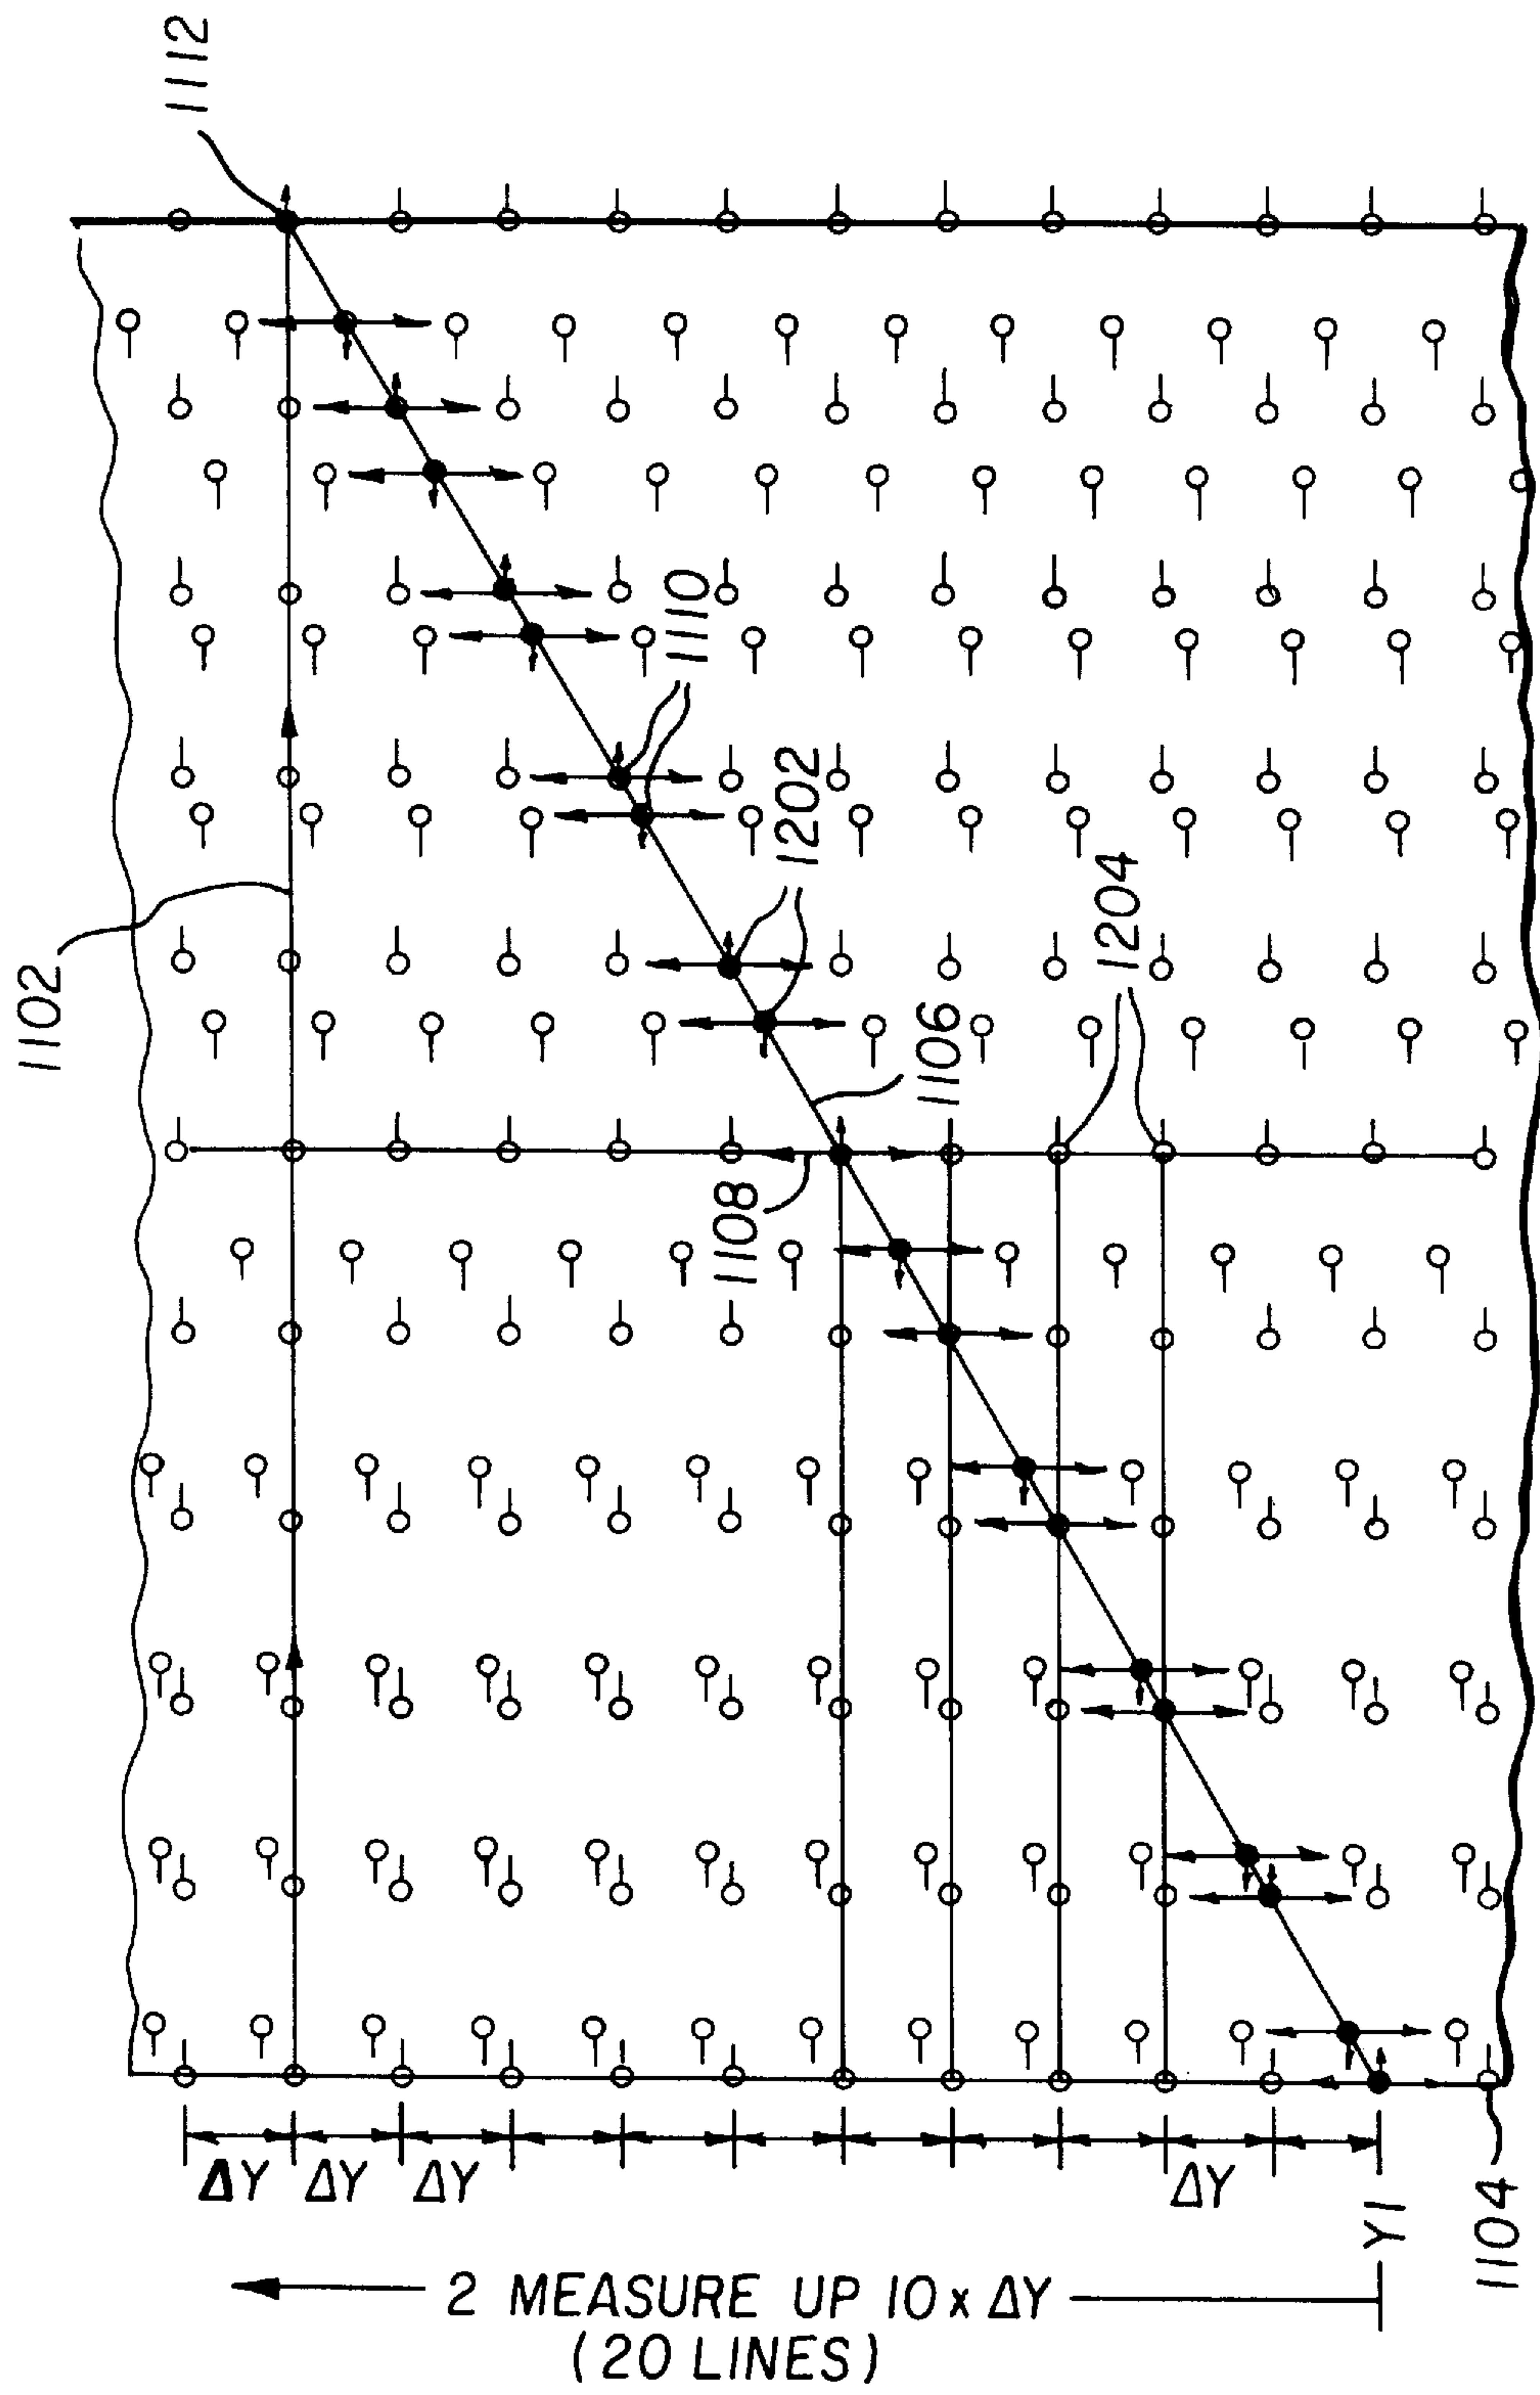 1112
1110
1202
1204
1102
1106
1108
ΔY ΔY ΔY ΔY Y1 1104
2 MEASURE UP 10 x ΔY
(20 LINES)